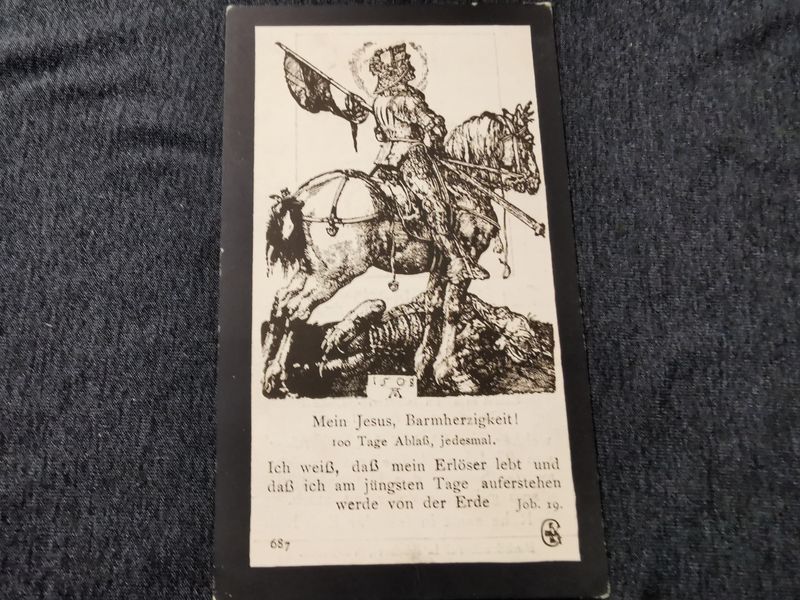 1508
AD
Mein Jesus, Barmherzigkeit!
100 Tage Ablaß, jedesmal.
Ich weiß, daß mein Erlöser lebt und
daß ich am jüngsten Tage auferstehen
werde von der Erde Job. 19.
687